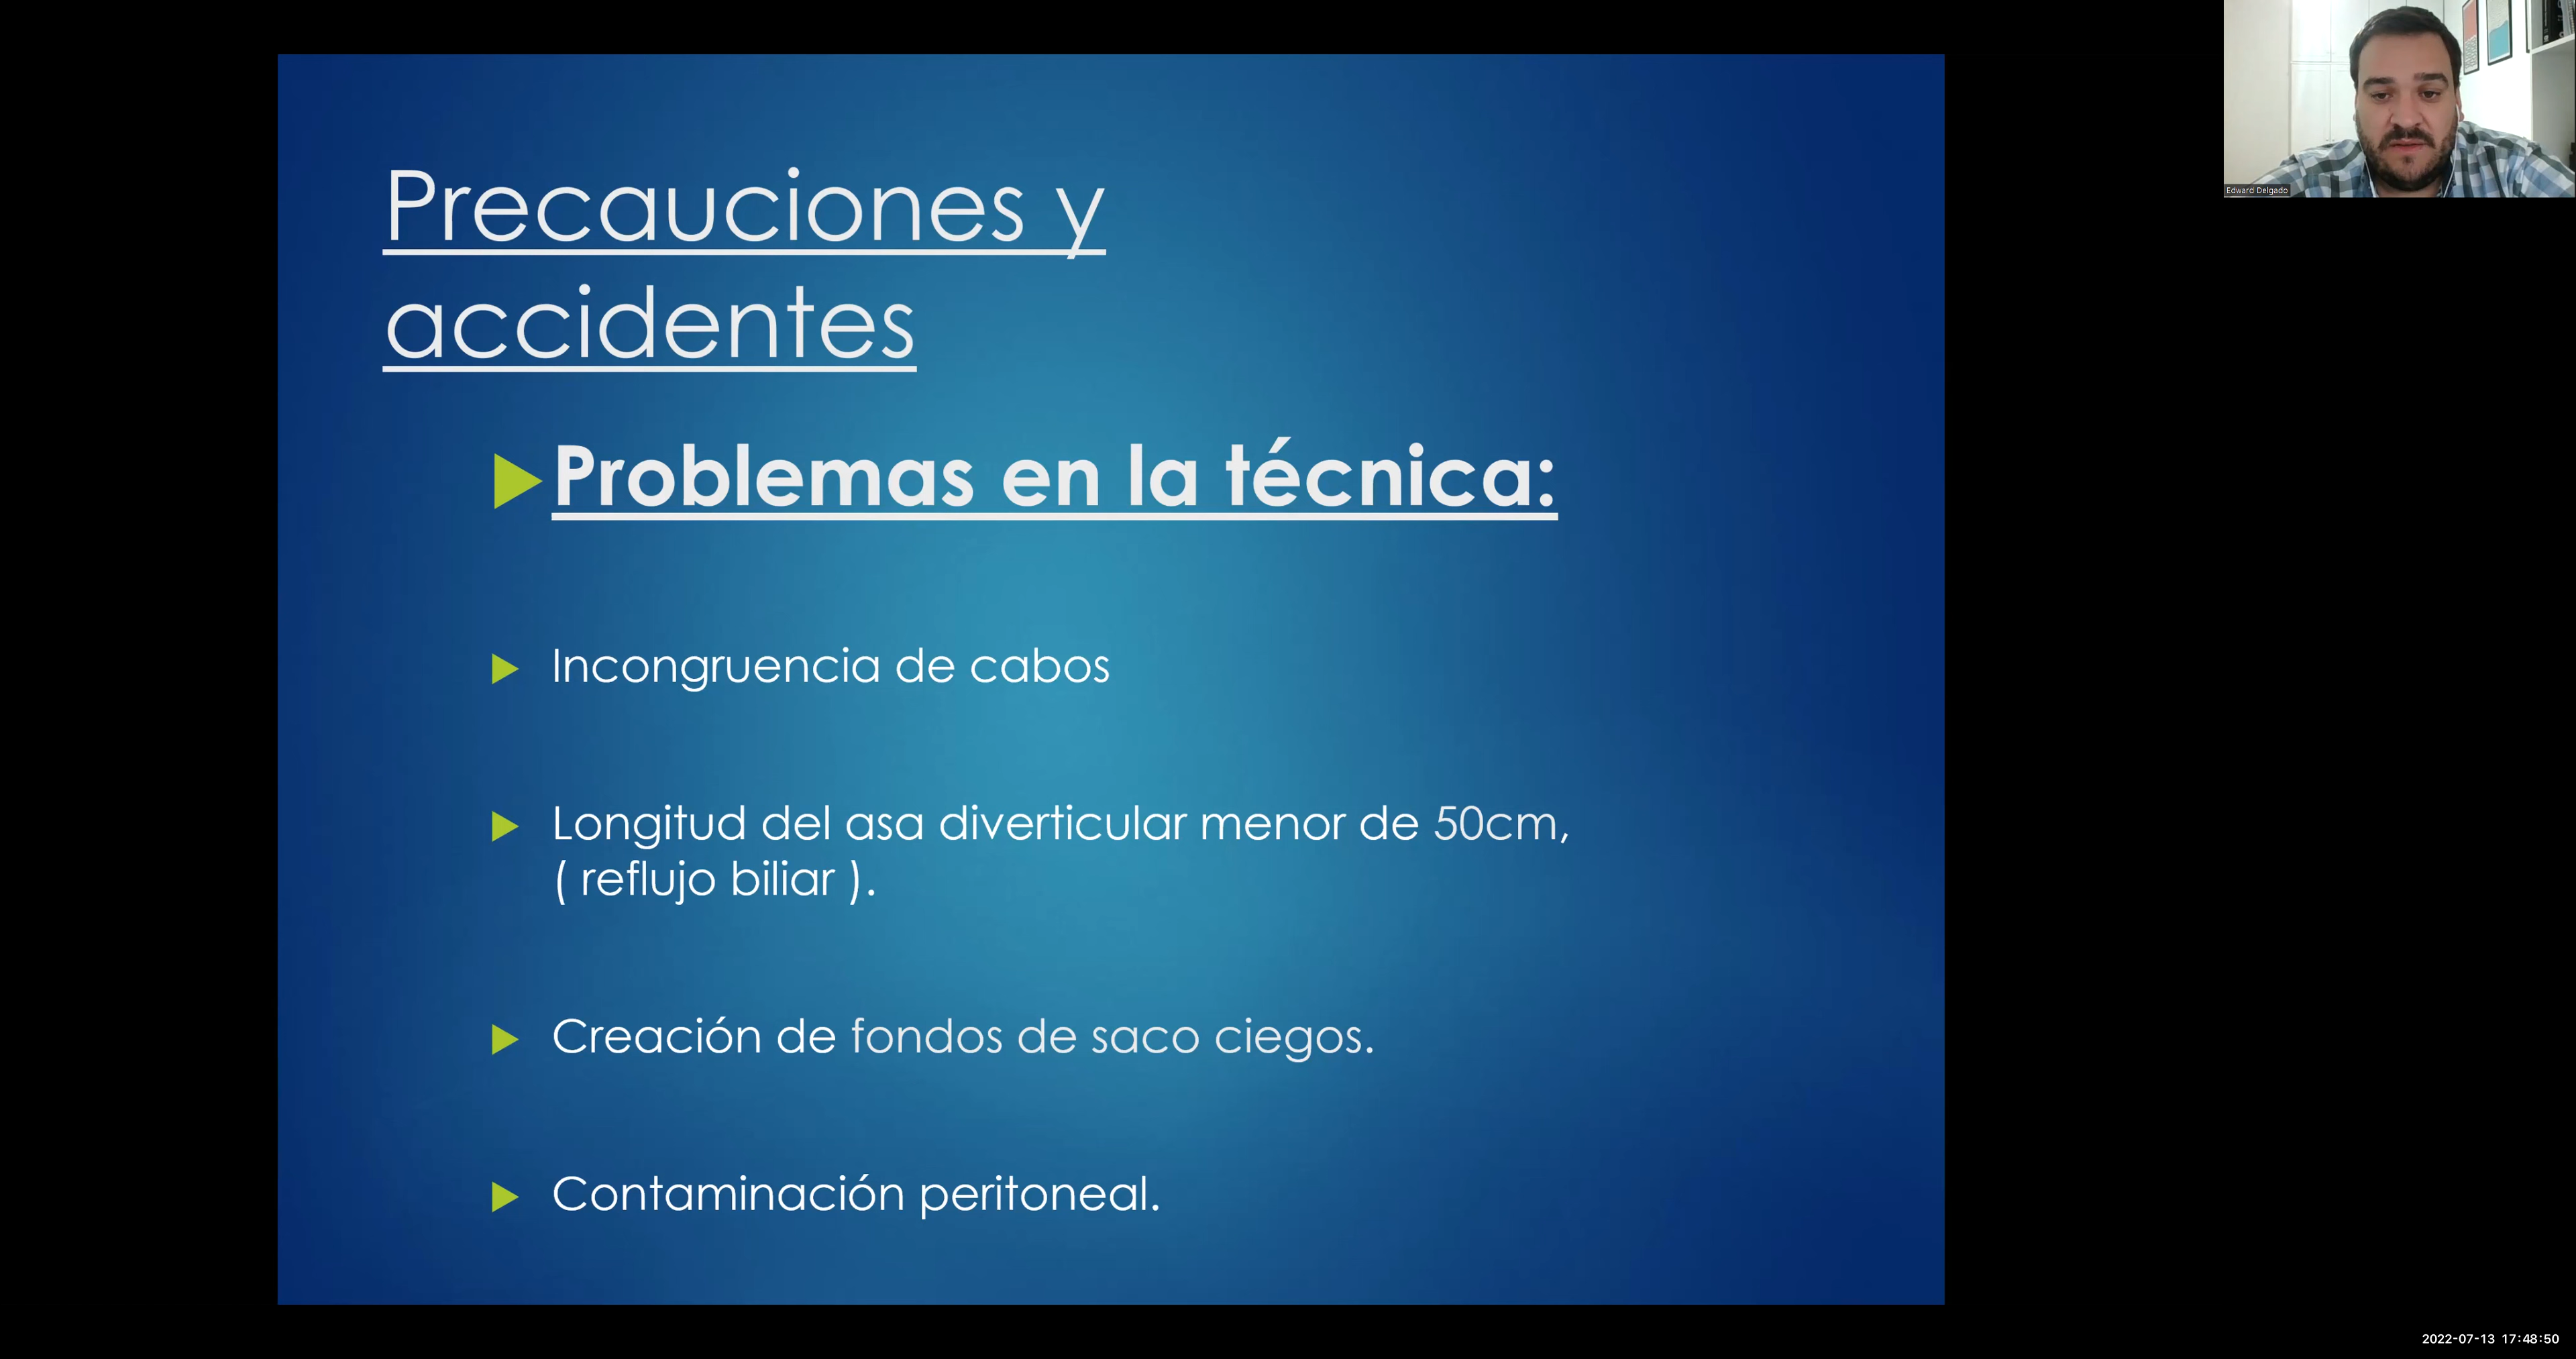 Precauciones y
accidentes
Problemas en la técnica:
Incongruencia de cabos
Longitud del asa diverticular menor de 50cm,
( reflujo biliar ).
Creación de fondos de saco ciegos.
Contaminación peritoneal.
Edward Delgado
2022-07-13 17:48:50